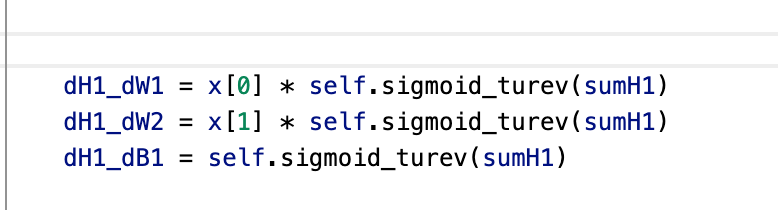 dH1_dW1 = x[0] * self.sigmoid_turev(sumH1)
dH1_dW2 = x[1] * self.sigmoid_turev(sumH1)
dH1_dB1 = self.sigmoid_turev(sumH1)